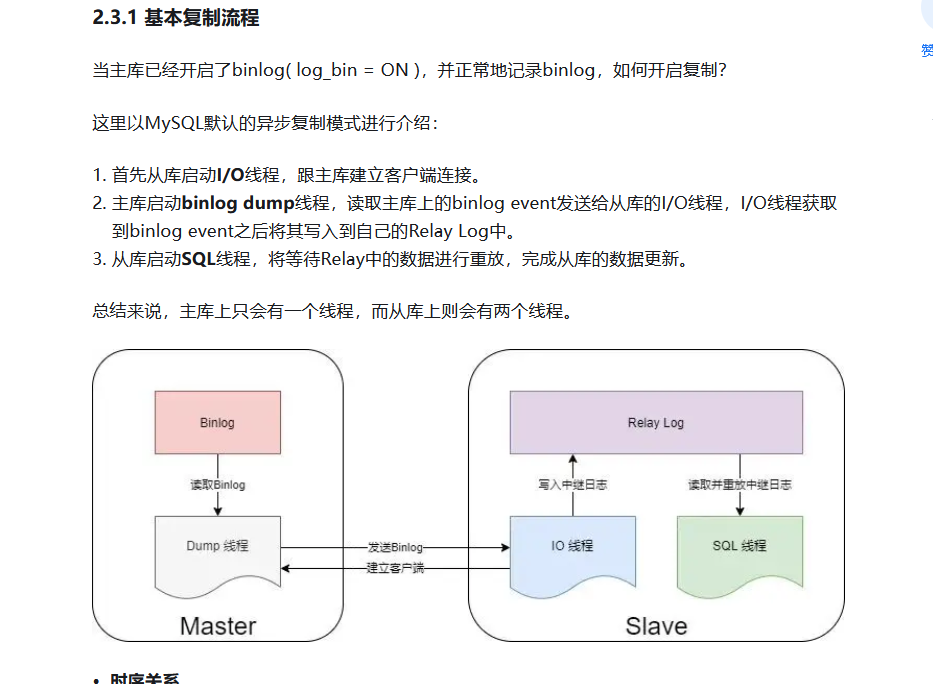 2.3.1 基本复制流程
赞
当主库已经开启了binlog( log_bin = ON )，并正常地记录binlog，如何开启复制？
这里以MySQL默认的异步复制模式进行介绍：
1. 首先从库启动I/O线程，跟主库建立客户端连接。
2. 主库启动binlog dump线程，读取主库上的binlog event发送给从库的I/O线程，I/O线程获取
到binlog event之后将其写入到自己的Relay Log中。
3. 从库启动SQL线程，将等待Relay中的数据进行重放，完成从库的数据更新。
总结来说，主库上只会有一个线程，而从库上则会有两个线程。
Binlog
Relay Log
读取Binlog
写入中继日志
读取并重放中继日志
Dump 线程
发送Binlog
建立客户端
IO 线程
SQL 线程
Master
Slave
• 时序关系